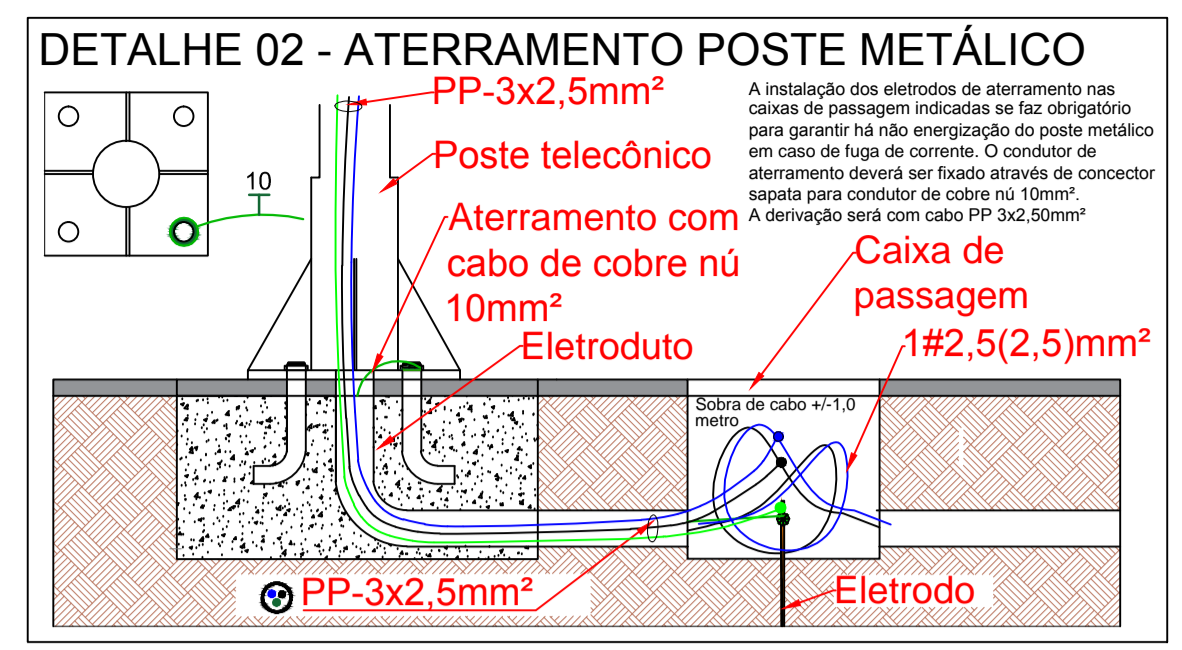 DETALHE 02 - ATERRAMENTO POSTE METÁLICO
PP-3x2,5mm²
A instalação dos eletrodos de aterramento nas
caixas de passagem indicadas se faz obrigatório
para garantir há não energização do poste metálico
em caso de fuga de corrente. O condutor de
aterramento deverá ser fixado através de concector
sapata para condutor de cobre nú 10mm².
A derivação será com cabo PP 3x2,50mm²
Poste telecônico
10
Aterramento com
cabo de cobre nú
10mm²
Caixa de
passagem
Eletroduto
1#2,5(2,5)mm²
Sobra de cabo +/-1,0
metro
PP-3x2,5mm²
Eletrodo